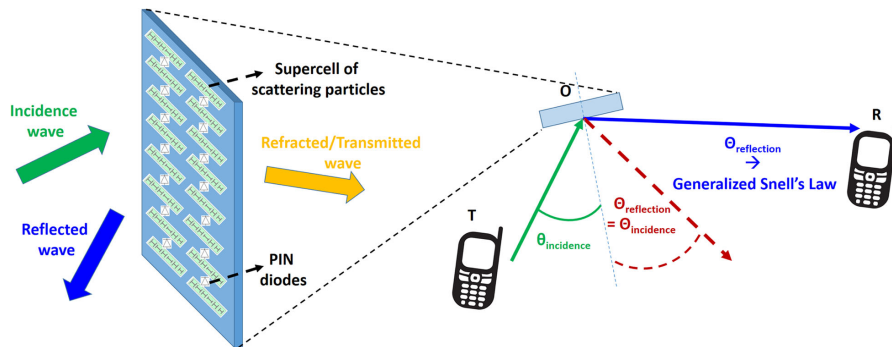 Incidence
wave
Reflected
wave
Supercell of
scattering particles
Refracted/Transmitted
wave
PIN
diodes
O
T
R
θincidence
Θreflection
= Θincidence
Θreflection
→
Generalized Snell’s Law